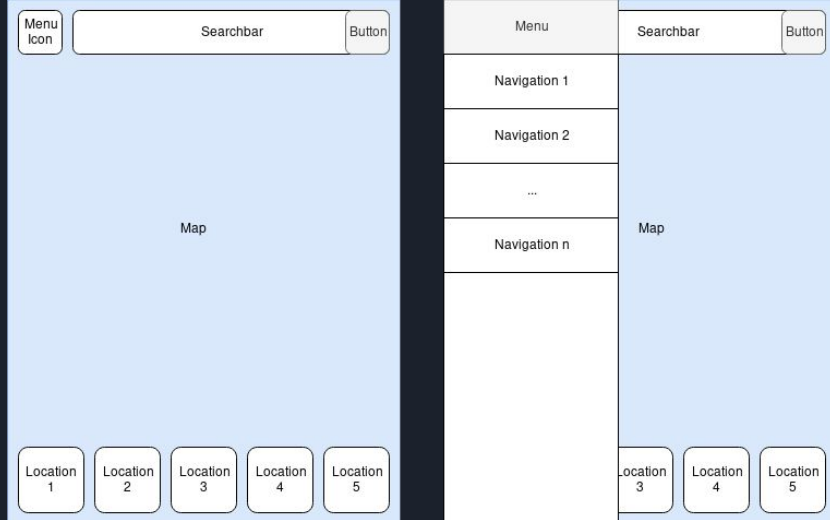 Menu
Icon
Searchbar
Button
Map
Location
1
Location
2
Location
3
Location
4
Location
5
Menu
Searchbar
Button
Navigation 1
Navigation 2
...
Navigation n
Map
Location
3
Location
4
Location
5